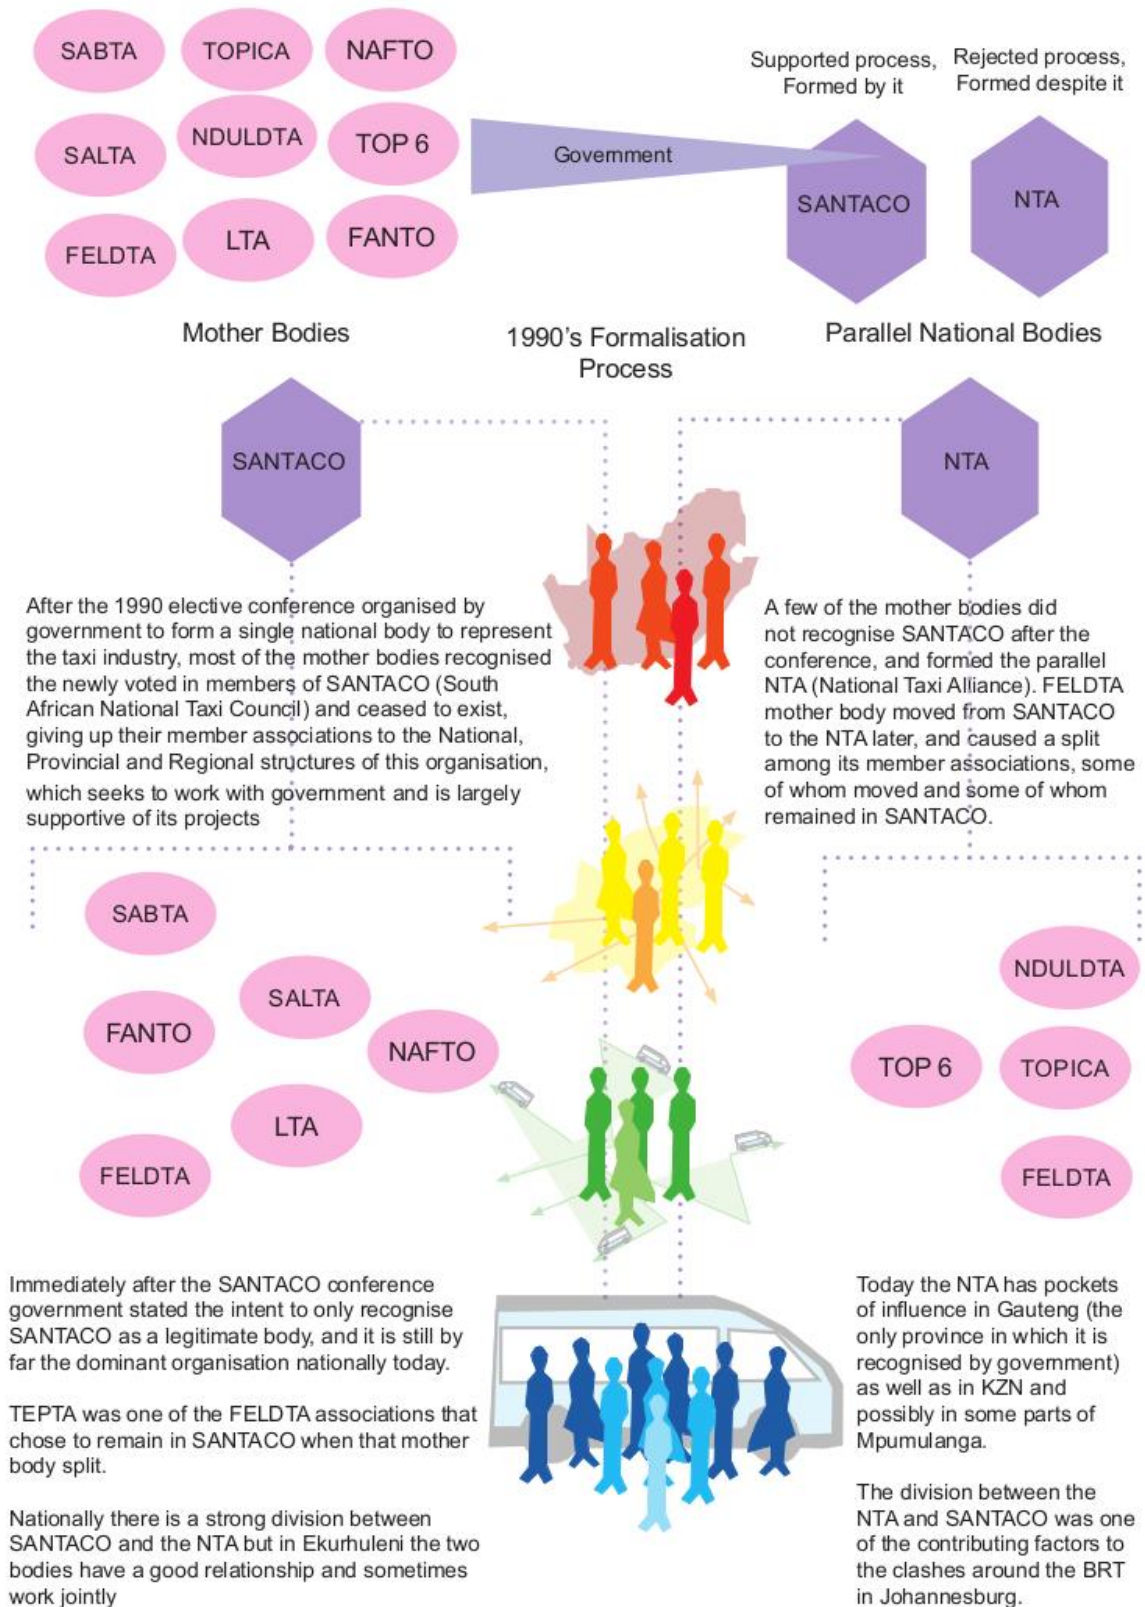 SABTA
TOPICA
NAFTO
SALTA
NDULDTA
TOP 6
FELDTA
LTA
FANTO
Government
Supported process,
Formed by it
Rejected process,
Formed despite it
SANTACO
NTA
Mother Bodies
1990's Formalisation
Process
Parallel National Bodies
SANTACO
After the 1990 elective conference organised by
government to form a single national body to represent
the taxi industry, most of the mother bodies recognised
the newly voted in members of SANTACO (South
African National Taxi Council) and ceased to exist,
giving up their member associations to the National,
Provincial and Regional structures of this organisation,
which seeks to work with government and is largely
supportive of its projects
NTA
A few of the mother bodies did
not recognise SANTACO after the
conference, and formed the parallel
NTA (National Taxi Alliance). FELDTA
mother body moved from SANTACO
to the NTA later, and caused a split
among its member associations, some
of whom moved and some of whom
remained in SANTACO.
SABTA
SALTA
FANTO
NAFTO
LTA
FELDTA
NDULDTA
TOP 6
TOPICA
FELDTA
Immediately after the SANTACO conference
government stated the intent to only recognise
SANTACO as a legitimate body, and it is still by
far the dominant organisation nationally today.
TEPTA was one of the FELDTA associations that
chose to remain in SANTACO when that mother
body split.
Nationally there is a strong division between
SANTACO and the NTA but in Ekurhuleni the two
bodies have a good relationship and sometimes
work jointly
Today the NTA has pockets
of influence in Gauteng (the
only province in which it is
recognised by government)
as well as in KZN and
possibly in some parts of
Mpumulanga.
The division between the
NTA and SANTACO was one
of the contributing factors to
the clashes around the BRT
in Johannesburg.